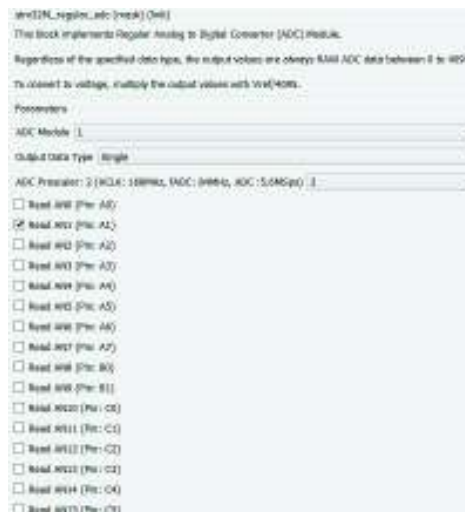 stm32f4_regular_adc (mask) (link)
This block implements Regular Analog to Digital Converter (ADC) Module.
Regardless of the specified data type, the output values are always RAW ADC data between 0 to 4095
To convert to voltage, multiply the output values with Vref/4095.
Parameters
ADC Module 1
Output Data Type Single
ADC Prescaler: 2 (HCLK: 168MHz, fADC: 84MHz, ADC :5.6MSps) 2
Read AN0 (Pin: A0)
Read AN1 (Pin: A1)
Read AN2 (Pin: A2)
Read AN3 (Pin: A3)
Read AN4 (Pin: A4)
Read AN5 (Pin: A5)
Read AN6 (Pin: A6)
Read AN7 (Pin: A7)
Read AN8 (Pin: B0)
Read AN9 (Pin: B1)
Read AN10 (Pin: C0)
Read AN11 (Pin: C1)
Read AN12 (Pin: C2)
Read AN13 (Pin: C3)
Read AN14 (Pin: C4)
Read AN15 (Pin: C5)